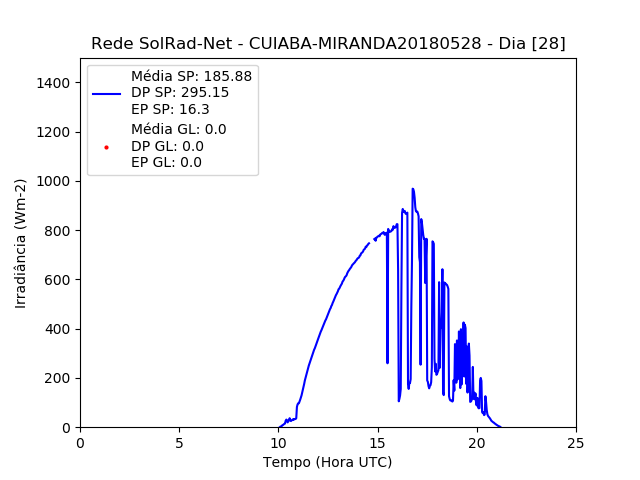 Rede SolRad-Net - CUIABA-MIRANDA20180528 - Dia [28]
Média SP: 185.88
DP SP: 295.15
EP SP: 16.3
Média GL: 0.0
DP GL: 0.0
EP GL: 0.0
1400
1200
1000
800
600
400
200
0
Irradiância (Wm-2)
0 5 10 15 20 25
Tempo (Hora UTC)